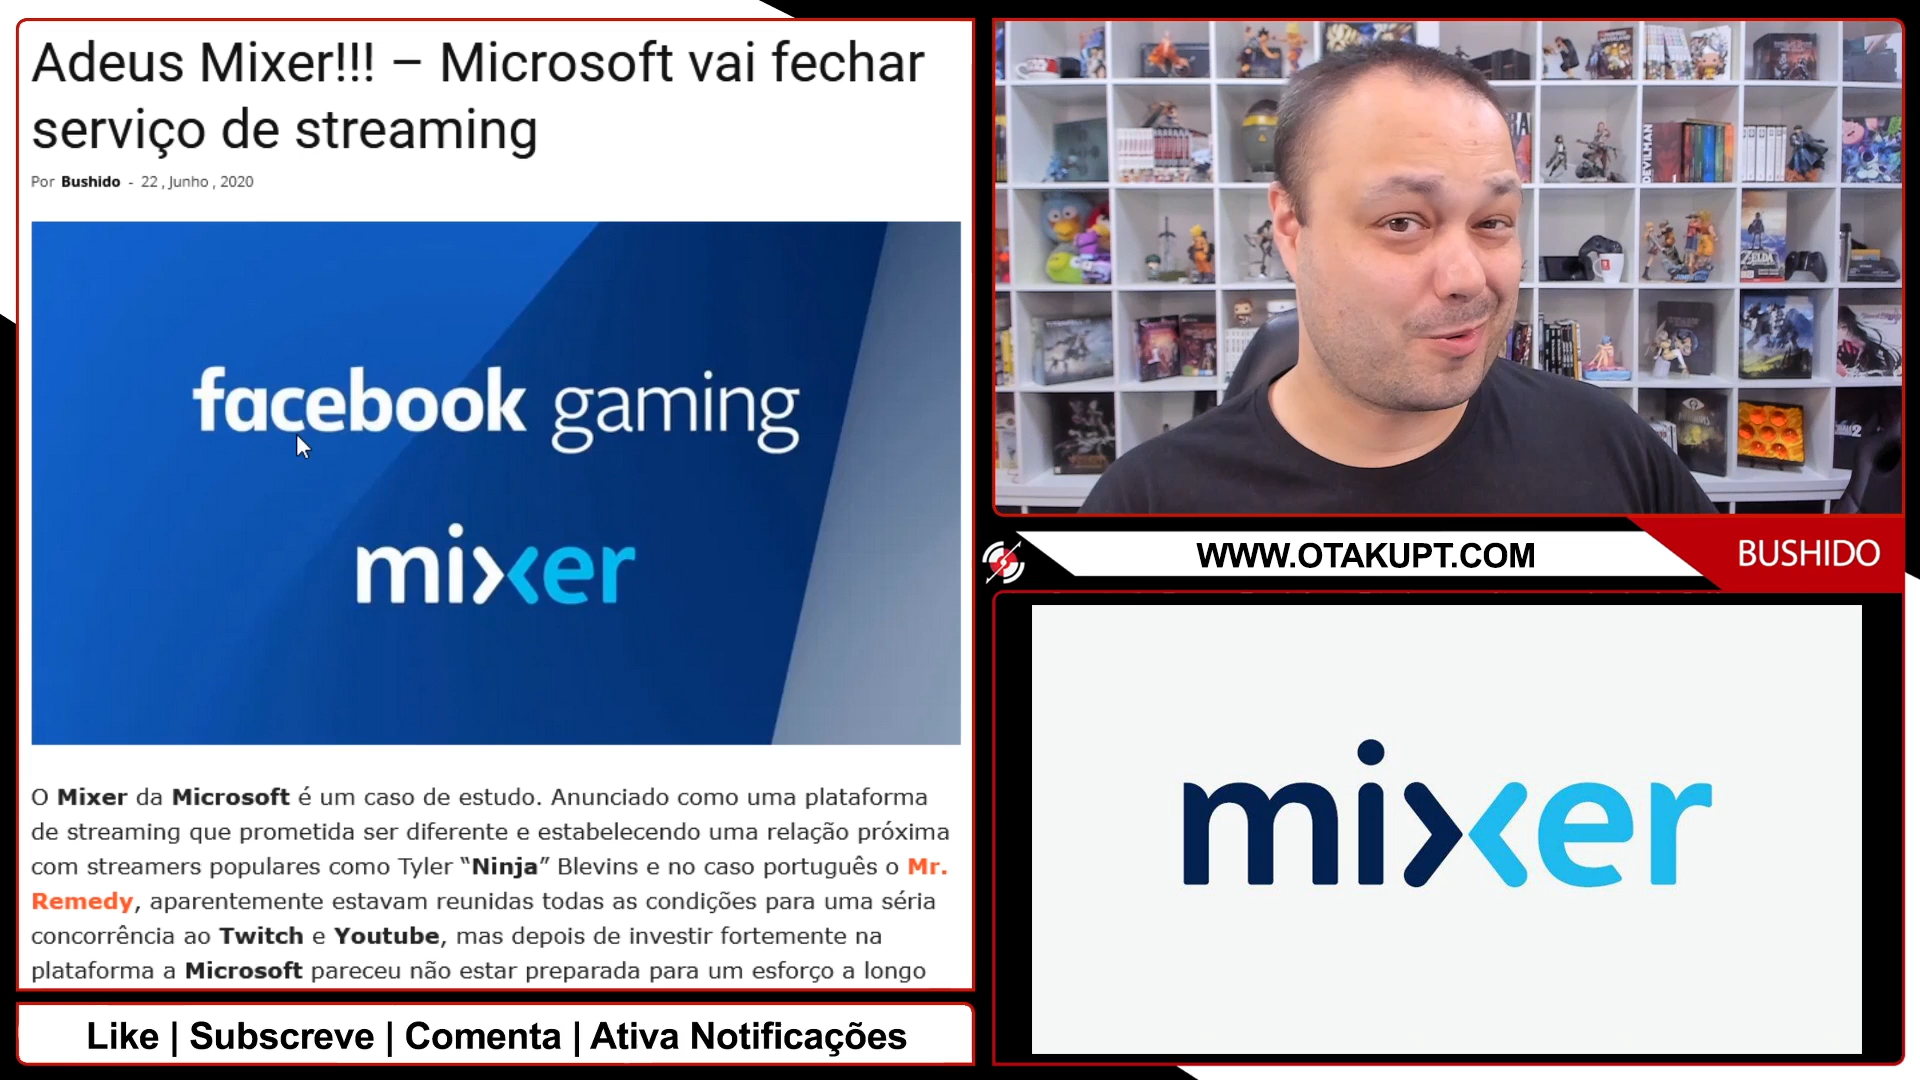 Adeus Mixer!!! – Microsoft vai fechar
serviço de streaming
Por Bushido - 22 , Junho , 2020
facebook gaming
mixer
O Mixer da Microsoft é um caso de estudo. Anunciado como uma plataforma
de streaming que prometida ser diferente e estabelecendo uma relação próxima
com streamers populares como Tyler “Ninja” Blevins e no caso português o Mr.
Remedy, aparentemente estavam reunidas todas as condições para uma séria
concorrência ao Twitch e Youtube, mas depois de investir fortemente na
plataforma a Microsoft pareceu não estar preparada para um esforço a longo
Like | Subscreve | Comenta | Ativa Notificações
DEVILMAN
ZELDA
WWW.OTAKUPT.COM
BUSHIDO
mixer